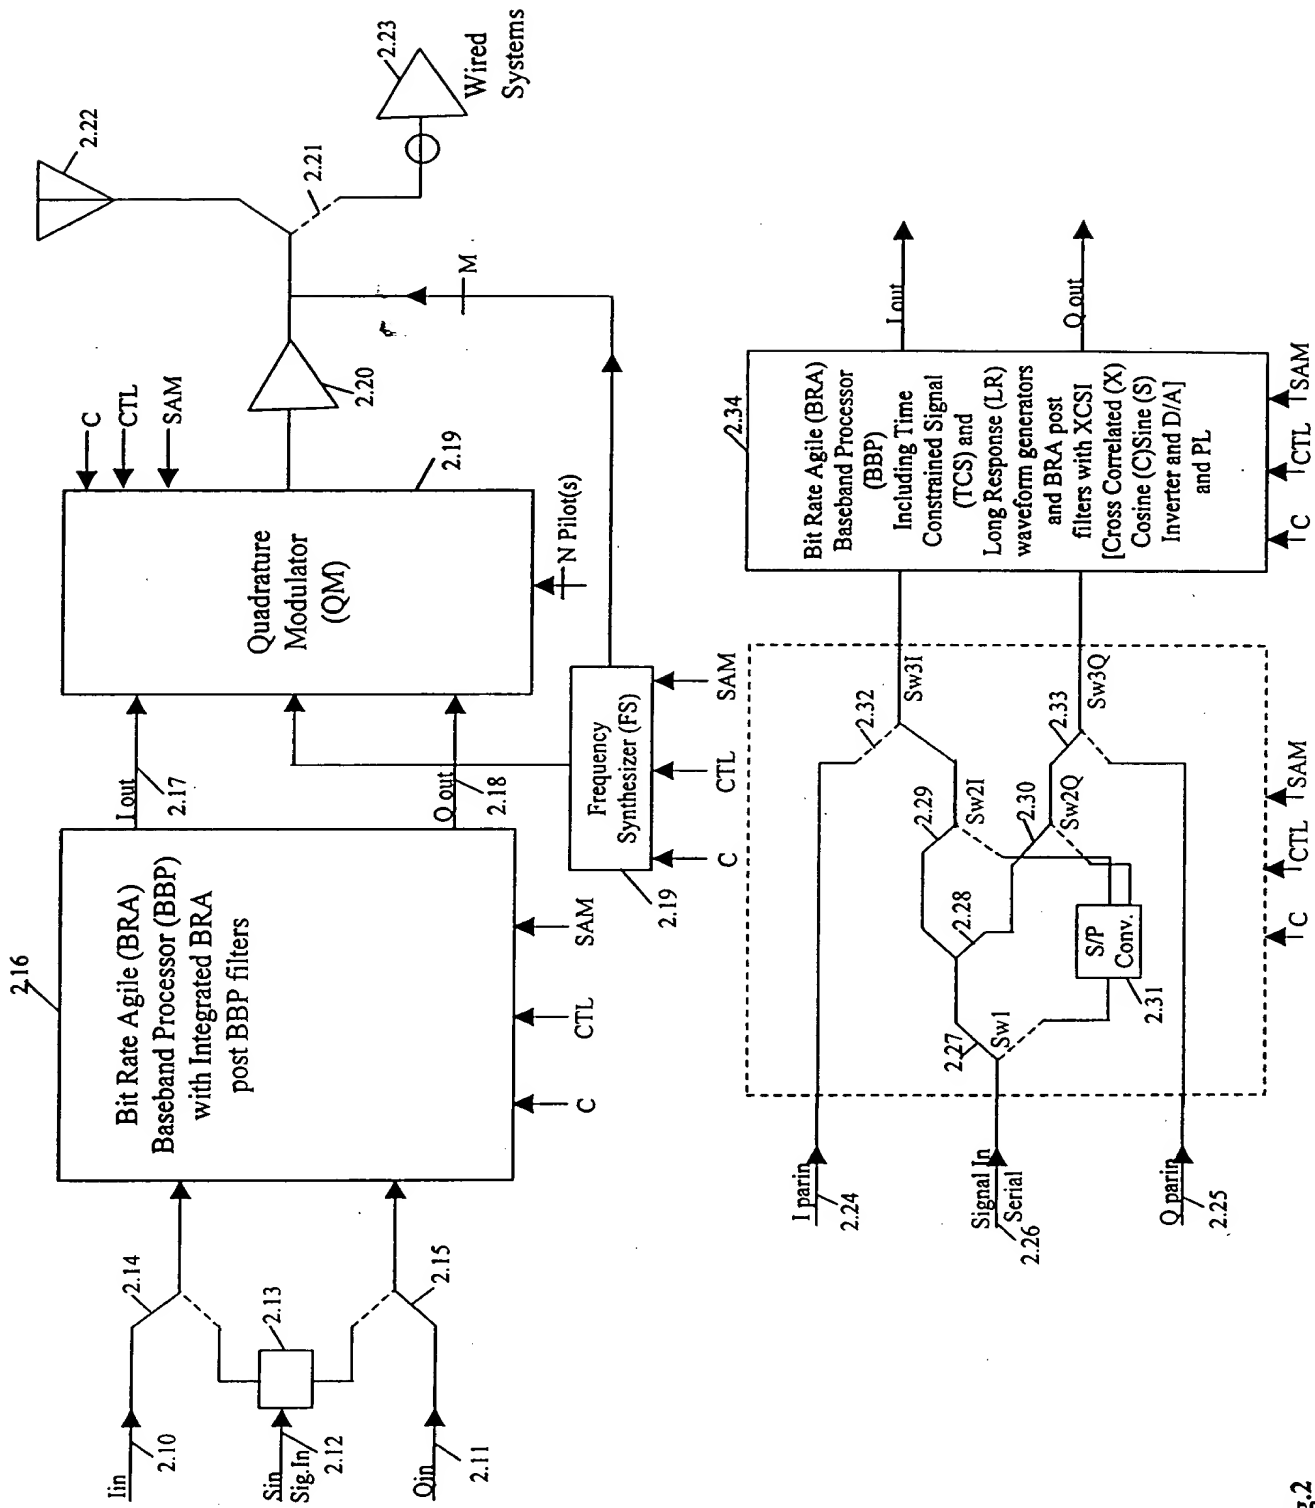 2.22
2.23
Wired
Systems
2.21
M
2.20
C
CTL
SAM
2.19
Quadrature
Modulator
(QM)
N Pilot(s)
I out
2.17
Q out
2.18
Frequency
Synthesizer (FS)
SAM
CTL
C
2.19
2.16
Bit Rate Agile (BRA)
Baseband Processor (BBP)
with Integrated BRA
post BBP filters
SAM
CTL
C
2.14
2.13
2.15
Iin
2.10
Sin
Sig.In
2.12
Qin
2.11
I out
Q out
2.34
Bit Rate Agile (BRA)
Baseband Processor
(BBP)
Including Time
Constrained Signal
(TCS) and
Long Response (LR)
waveform generators
and BRA post
filters with XCSI
[Cross Correlated (X)
Cosine (C)Sine (S)
Inverter and D/A]
and PL
SAM
CTL
C
2.32
Sw3I
2.33
Sw3Q
2.29
Sw2I
2.30
Sw2Q
2.28
2.27
Sw1
S/P
Conv.
2.31
SAM
CTL
C
I parin
2.24
Signal In
Serial
2.26
Q parin
2.25